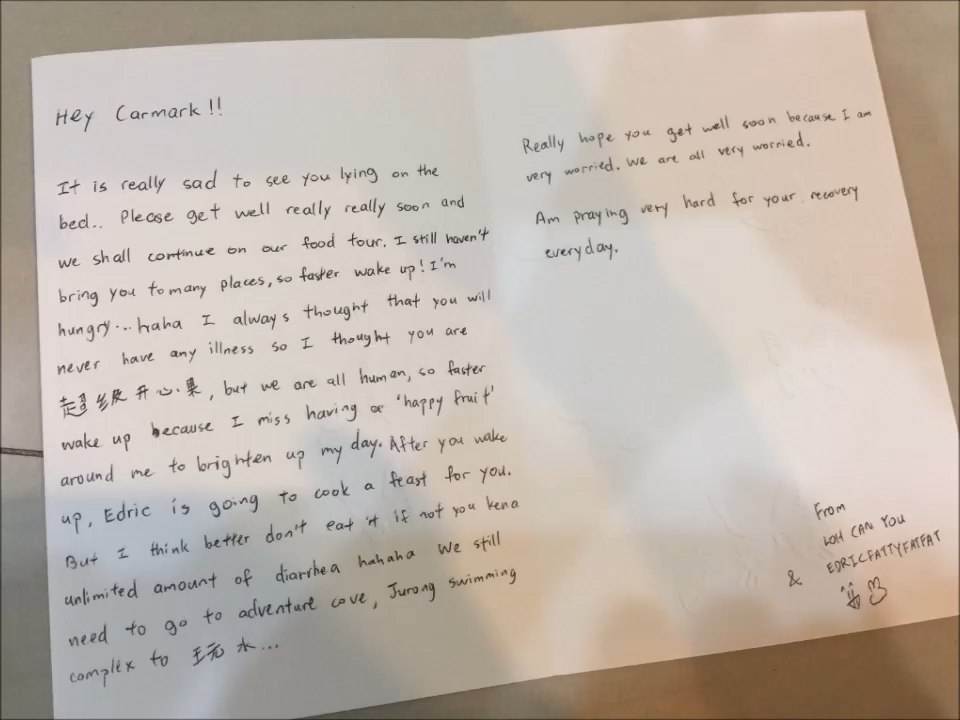 Hey Carmark!!
It is really sad to see you lying on the
bed.. Please get well really really soon and
we shall continue on our food tour. I still haven't
bring you to many places, so faster wake up! I'm
hungry... haha I always thought that you will
never have any illness so I thought you are
超级开心果, but we are all human, so faster
wake up because I miss having a 'happy fruit'
around me to brighten up my day. After you wake
up, Edric is going to cook a feast for you.
But I think better don't eat it if not you kena
unlimited amount of diarrhea hahaha We still
need to go to adventure cove, Jurong swimming
complex to 玩水...
Really hope you get well soon because I am
very worried. We are all very worried.
Am praying very hard for your recovery
everyday.
From
LOH CAN YOU
& EDRICFATTYFATFAT